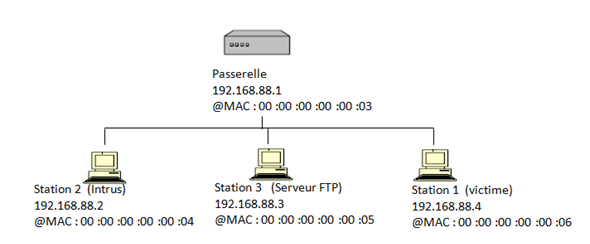 Passerelle
192.168.88.1
@MAC : 00 :00 :00 :00 :00 :03
Station 2 (Intrus)
192.168.88.2
@MAC : 00 :00 :00 :00 :00 :04
Station 3 (Serveur FTP)
192.168.88.3
@MAC : 00 :00 :00 :00 :00 :05
Station 1 (victime)
192.168.88.4
@MAC : 00 :00 :00 :00 :00 :06